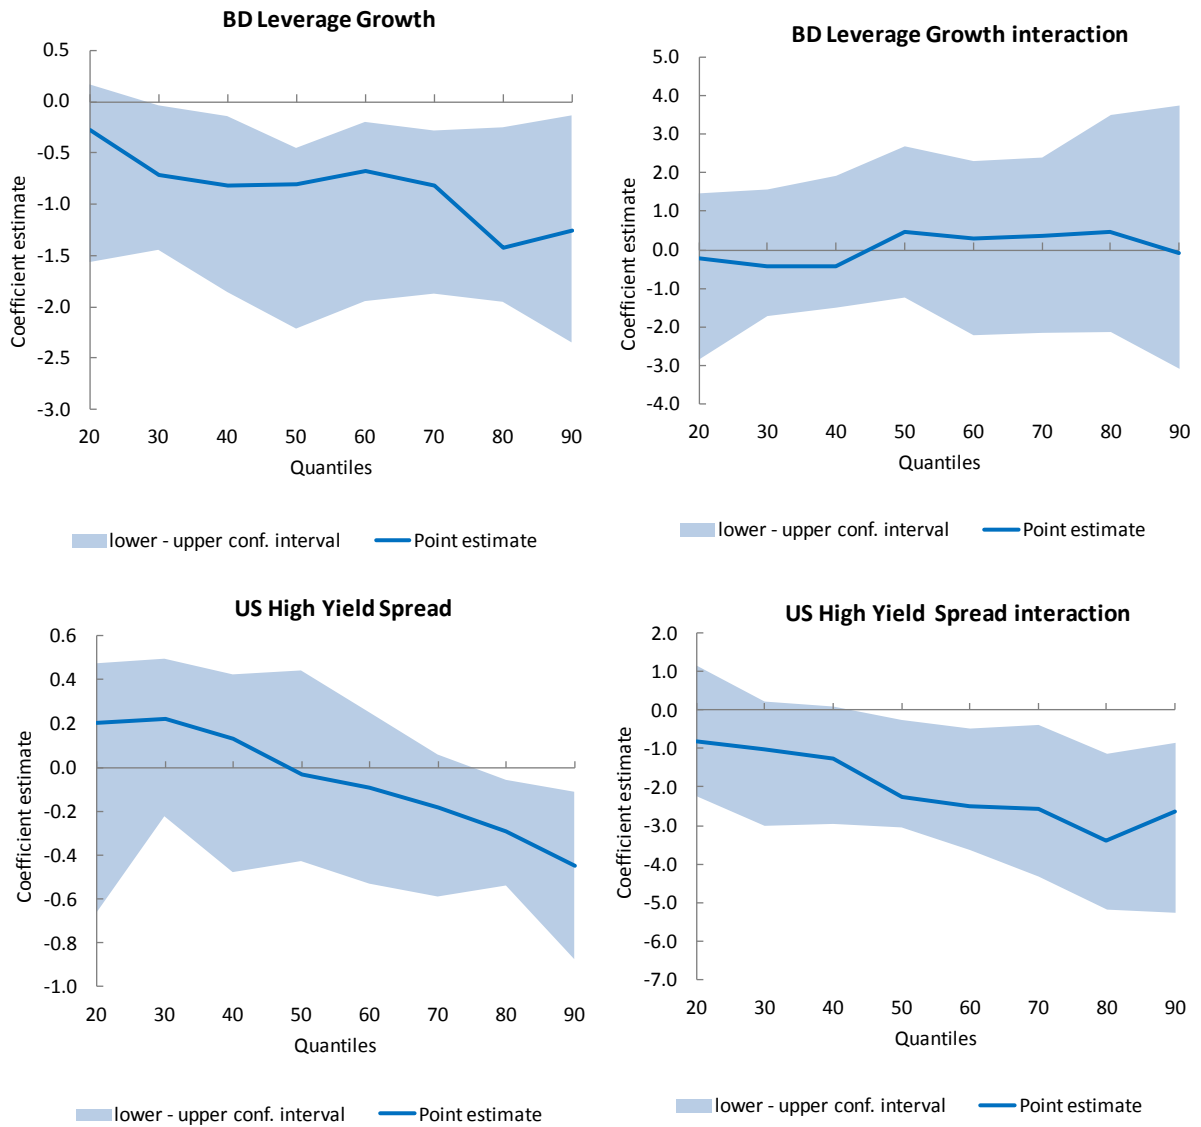 BD Leverage Growth
0.5
0.0
-0.5
-1.0
-1.5
-2.0
-2.5
-3.0
Coefficient estimate
20 30 40 50 60 70 80 90
Quantiles
lower - upper conf. interval Point estimate
BD Leverage Growth interaction
5.0
4.0
3.0
2.0
1.0
0.0
-1.0
-2.0
-3.0
-4.0
Coefficient estimate
20 30 40 50 60 70 80 90
Quantiles
lower - upper conf. interval Point estimate
US High Yield Spread
0.6
0.4
0.2
0.0
-0.2
-0.4
-0.6
-0.8
-1.0
Coefficient estimate
20 30 40 50 60 70 80 90
Quantiles
lower - upper conf. interval Point estimate
US High Yield  Spread interaction
2.0
1.0
0.0
-1.0
-2.0
-3.0
-4.0
-5.0
-6.0
-7.0
Coefficient estimate
20 30 40 50 60 70 80 90
Quantiles
lower - upper conf. interval Point estimate